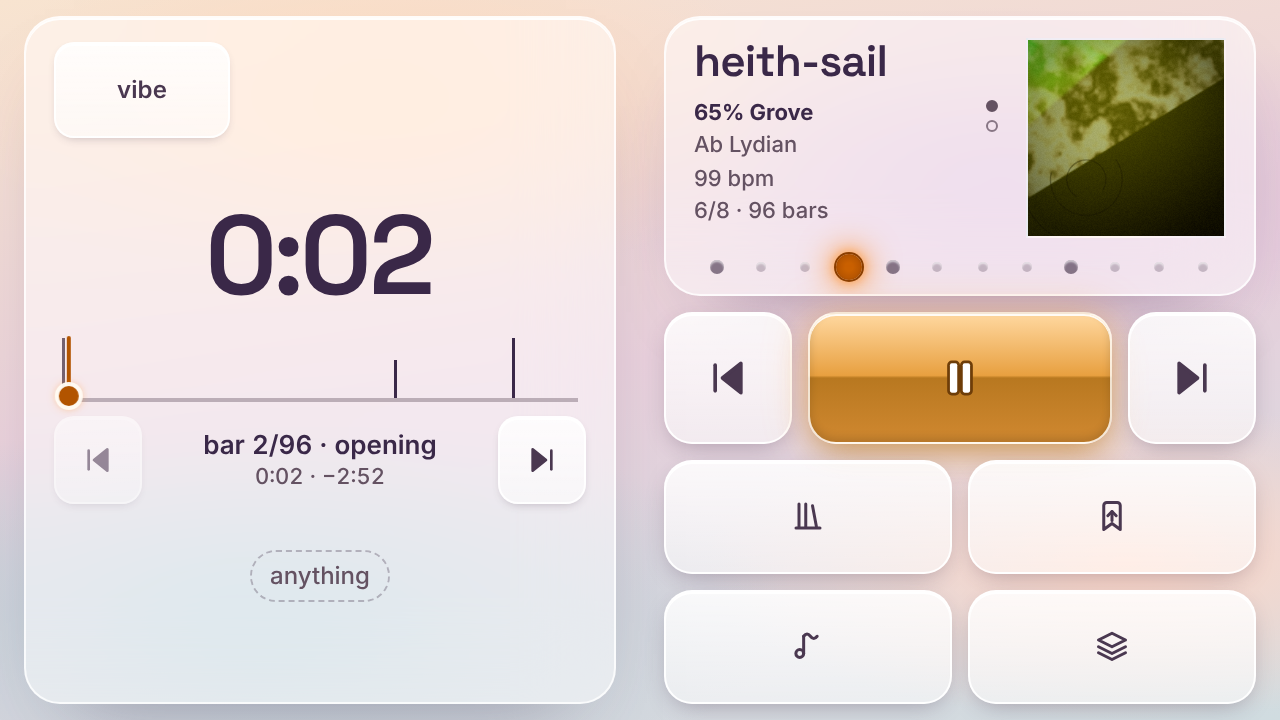 vibe
0:02
bar 2/96 · opening
0:02 · −2:52
anything
heith-sail
65% Grove
Ab Lydian
99 bpm
6/8 · 96 bars